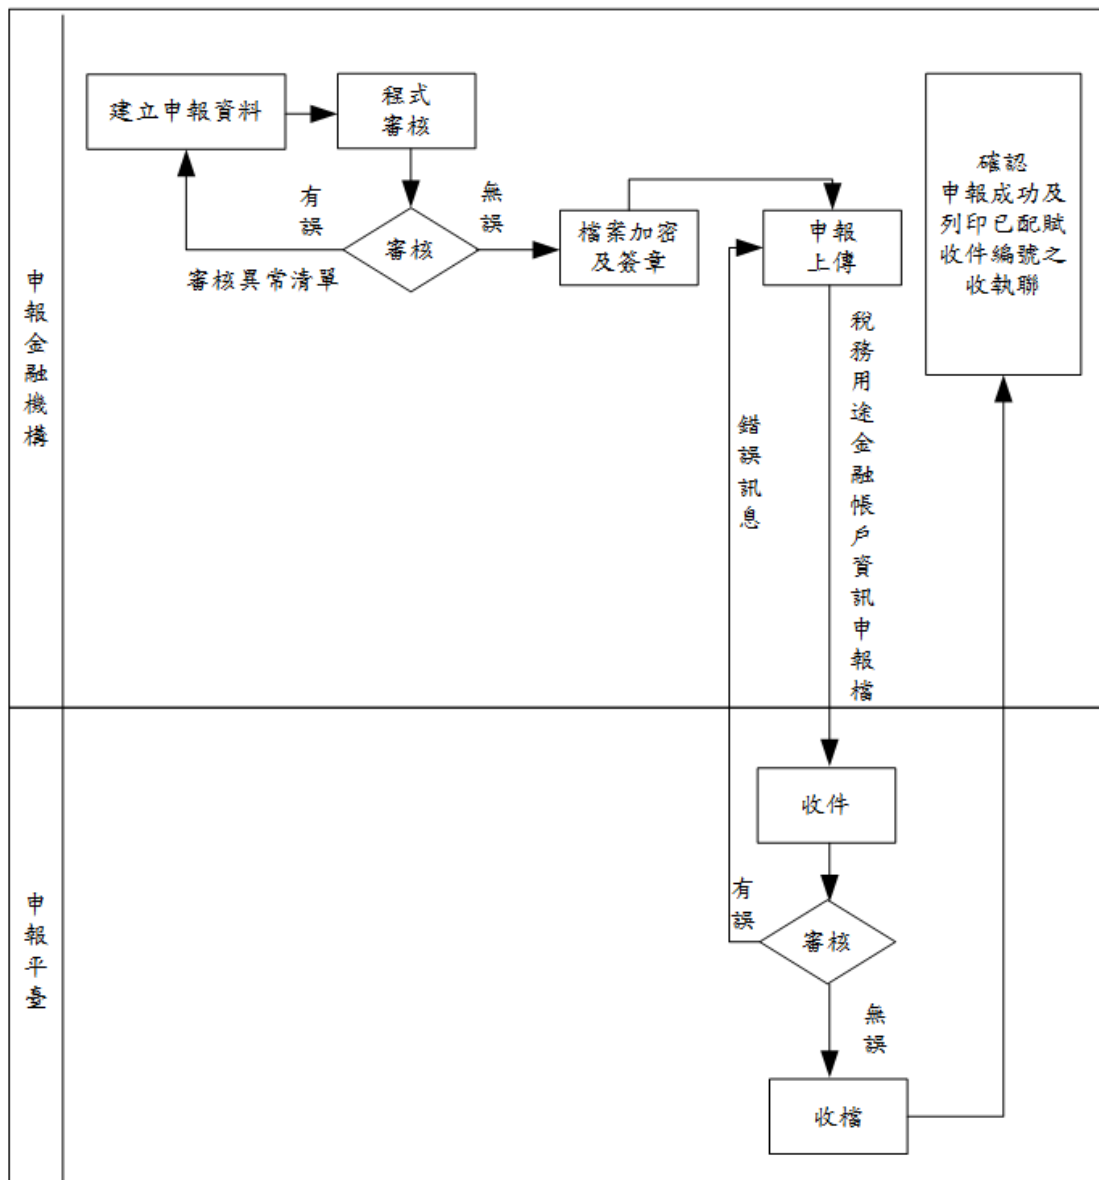 申報金融機構
建立申報資料
程式
審核
有誤
無誤
審核
審核異常清單
檔案加密
及簽章
申報
上傳
確認
申報成功及
列印已配賦
收件編號之
收執聯
錯誤訊息
稅務用途金融帳戶資訊申報檔
申報平臺
收件
有誤
審核
無誤
收檔